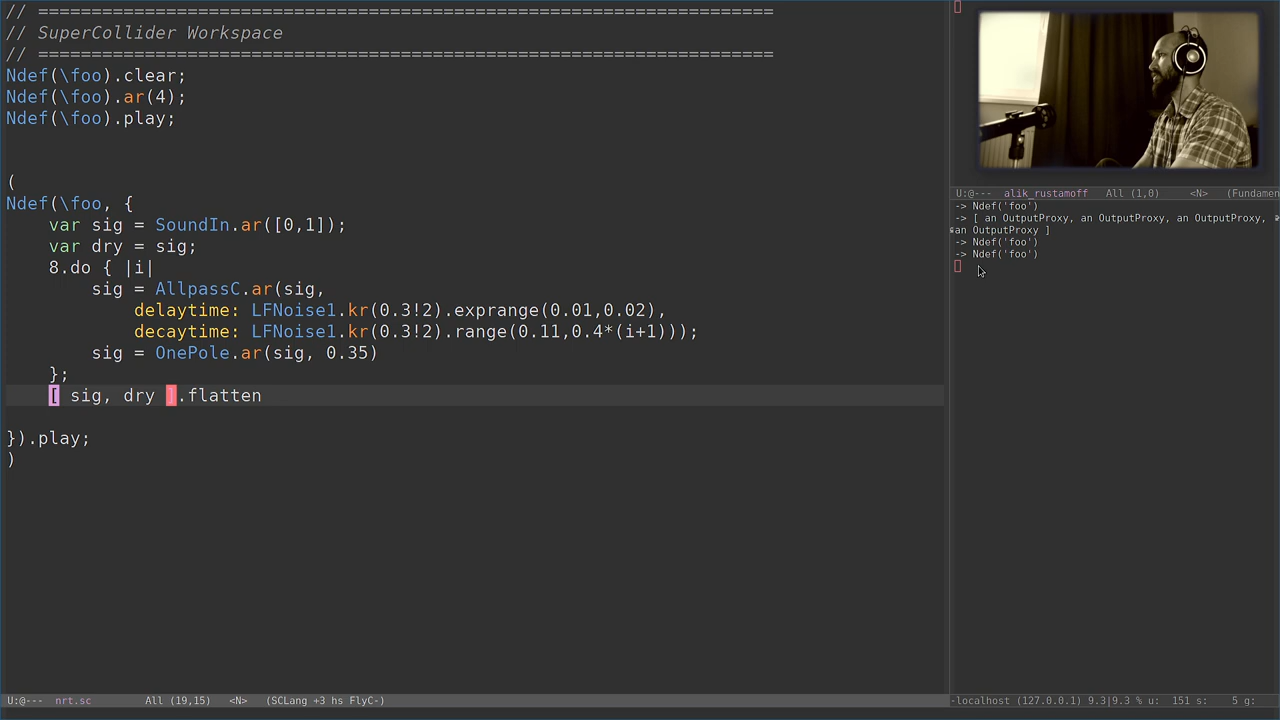 // =====================================================================
// SuperCollider Workspace
// =====================================================================
Ndef(\foo).clear;
Ndef(\foo).ar(4);
Ndef(\foo).play;
(
Ndef(\foo, {
    var sig = SoundIn.ar([0,1]);
    var dry = sig;
    8.do { |i|
        sig = AllpassC.ar(sig,
            delaytime: LFNoise1.kr(0.3!2).exprange(0.01,0.02),
            decaytime: LFNoise1.kr(0.3!2).range(0.11,0.4*(i+1)));
        sig = OnePole.ar(sig, 0.35)
    };
    [ sig, dry ].flatten
}).play;
)
U:@--- nrt.sc All (19,15) <N> (SCLang +3 hs FlyC-)
U:@--- alik_rustamoff All (1,0) <N> (Fundamen
-> Ndef('foo')
-> [ an OutputProxy, an OutputProxy, an OutputProxy,
an OutputProxy ]
-> Ndef('foo')
-> Ndef('foo')
-localhost (127.0.0.1) 9.3|9.3 % u: 151 s: 5 g: